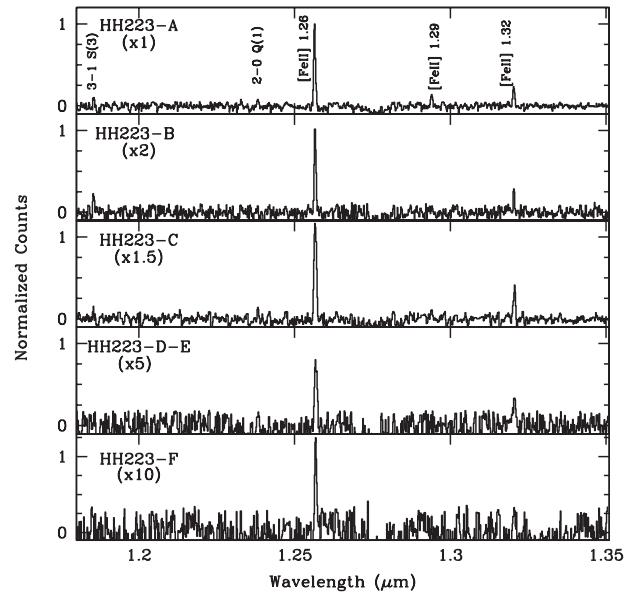 HH223-A
(x1)
3-1 S(3)
2-0 Q(1)
[FeII] 1.26
[FeII] 1.29
[FeII] 1.32
0
1
HH223-B
(x2)
0
1
HH223-C
(x1.5)
0
1
HH223-D-E
(x5)
0
1
HH223-F
(x10)
0
1.2
1.25
1.3
1.35
Normalized Counts
Wavelength (μm)